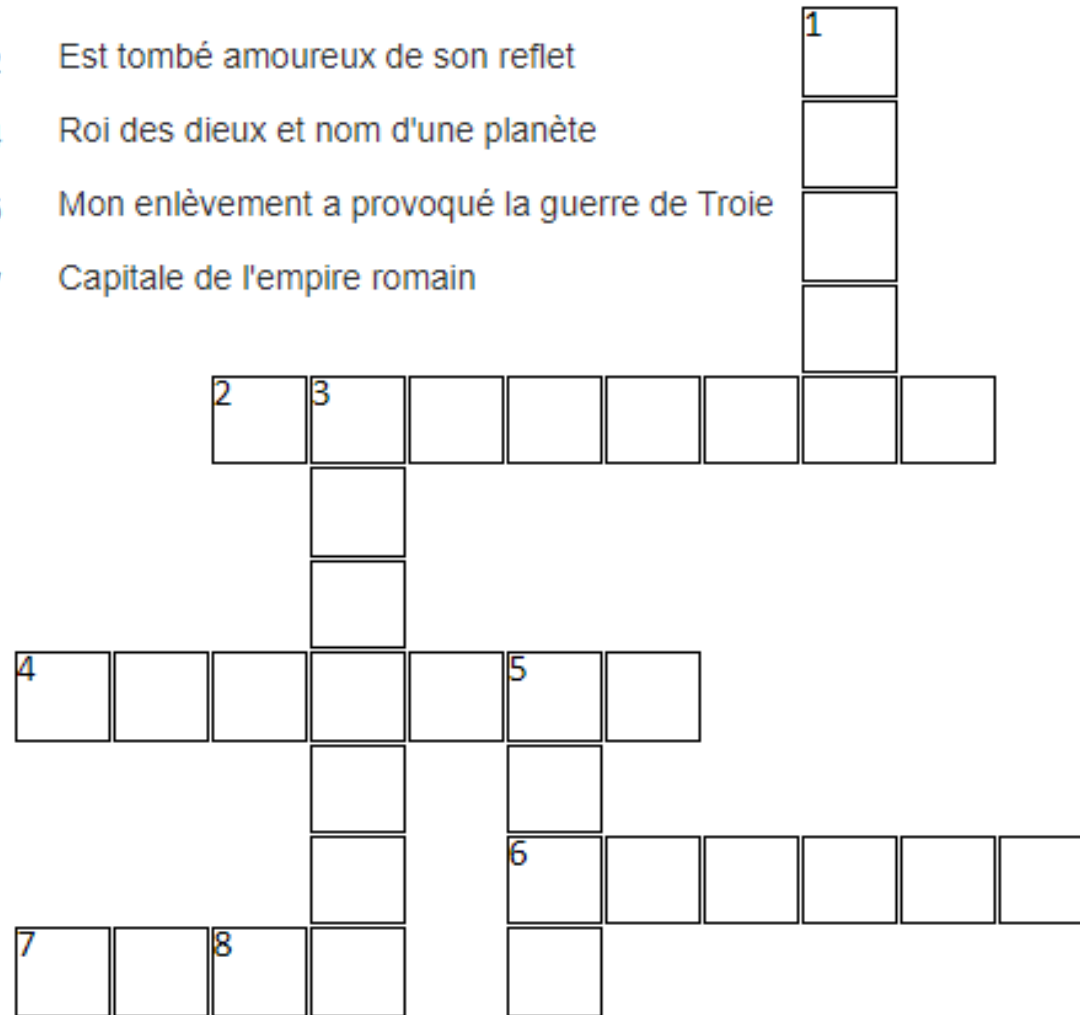 Est tombé amoureux de son reflet
Roi des dieux et nom d'une planète
Mon enlèvement a provoqué la guerre de Troie
Capitale de l'empire romain
1
2 3
4 5
6
7 8